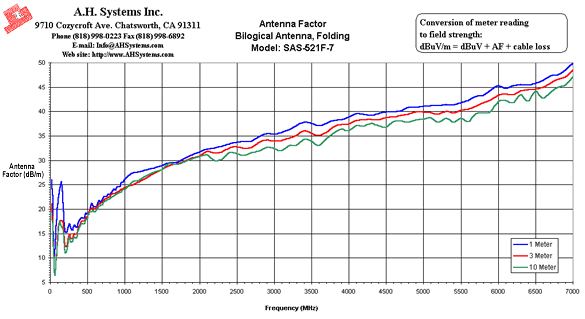 A.H. Systems Inc.
9710 Cozycroft Ave. Chatsworth, CA 91311
Phone (818)998-0223 Fax (818)998-6892
E-mail: Info@AHSystems.com
Web site: http://www.AHSystems.com
Antenna Factor
Bilogical Antenna, Folding
Model: SAS-521F-7
Conversion of meter reading
to field strength:
dBuV/m = dBuV + AF + cable loss
50
45
40
35
30
25
20
15
10
5
Antenna
Factor (dB/m)
1 Meter
3 Meter
10 Meter
0 500 1000 1500 2000 2500 3000 3500 4000 4500 5000 5500 6000 6500 7000
Frequency (MHz)